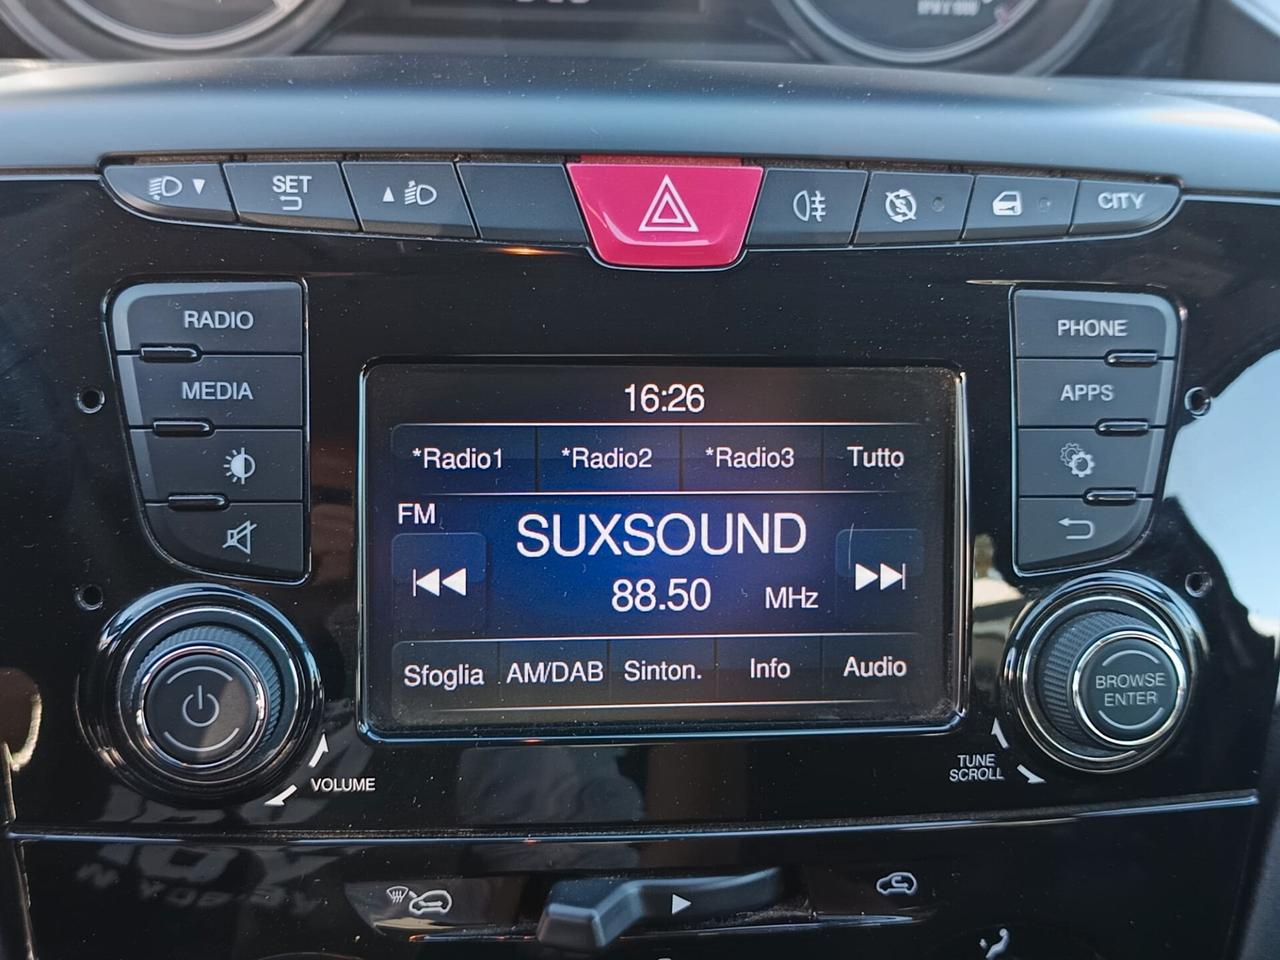 SET
CITY
RADIO
MEDIA
PHONE
APPS
16:26
*Radio1 *Radio2 *Radio3 Tutto
FM
SUXSOUND
88.50 MHz
Sfoglia AM/DAB Sinton. Info Audio
BROWSE
ENTER
VOLUME
TUNE
SCROLL